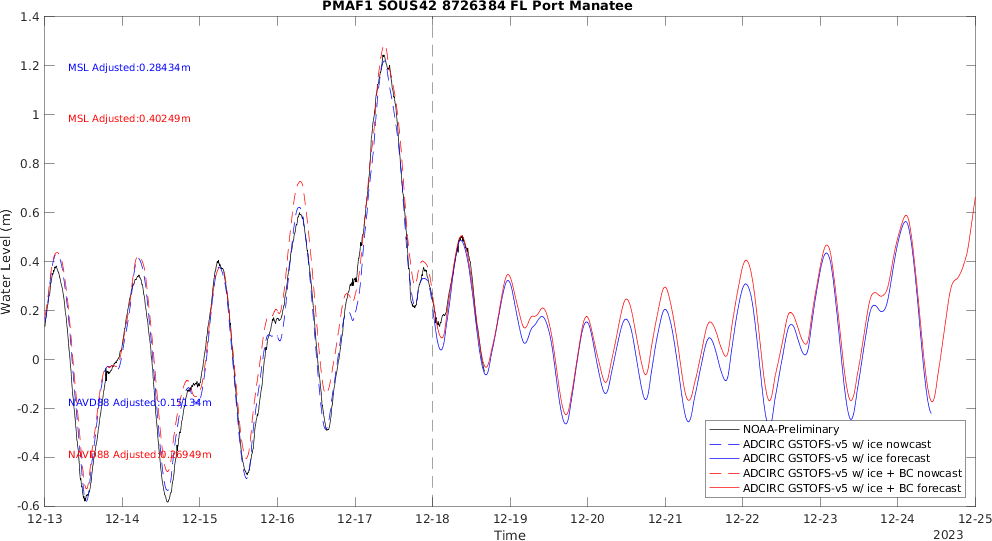 PMAF1 SOUS42 8726384 FL Port Manatee
1.4
1.2
1
0.8
0.6
0.4
0.2
0
-0.2
-0.4
-0.6
Water Level (m)
MSL Adjusted:0.28434m
MSL Adjusted:0.40249m
NAVD88 Adjusted:0.15134m
NAVD88 Adjusted:0.26949m
NOAA-Preliminary
ADCIRC GSTOFS-v5 w/ ice nowcast
ADCIRC GSTOFS-v5 w/ ice forecast
ADCIRC GSTOFS-v5 w/ ice + BC nowcast
ADCIRC GSTOFS-v5 w/ ice + BC forecast
12-13 12-14 12-15 12-16 12-17 12-18 12-19 12-20 12-21 12-22 12-23 12-24 12-25
Time
2023